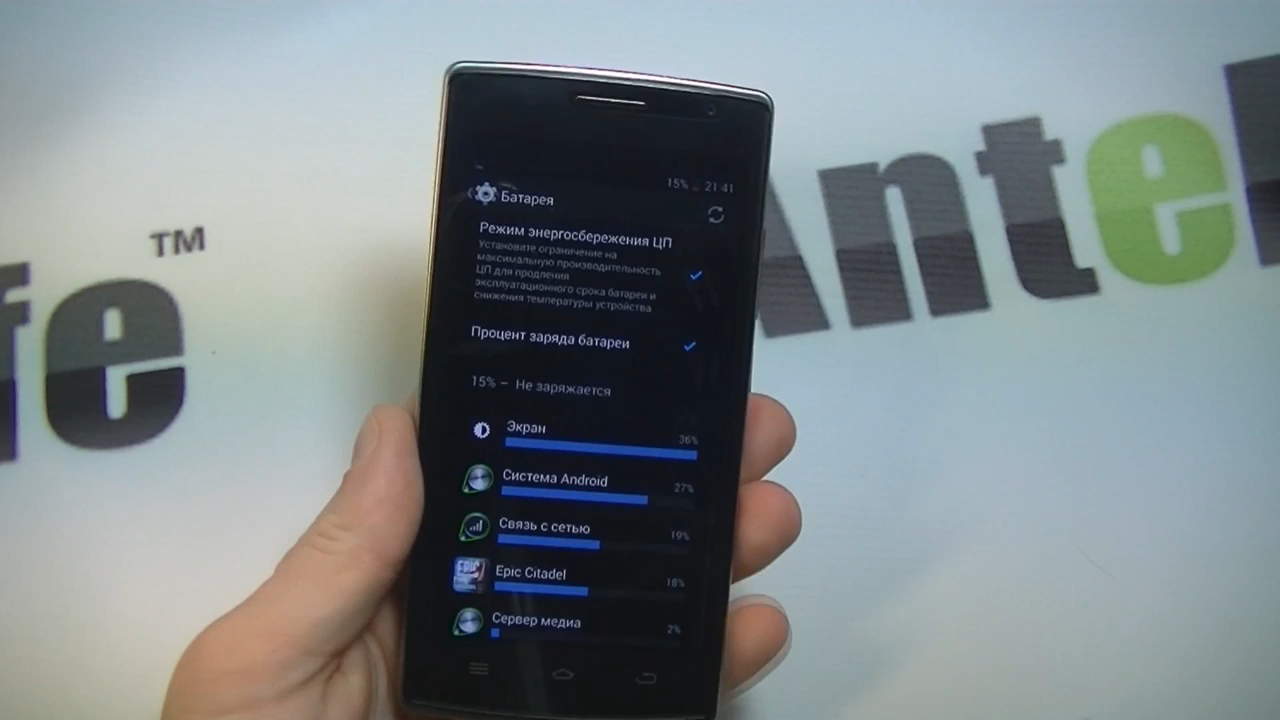 15% 21:41
Батарея
Режим энергосбережения ЦП
Установите ограничение на
максимальную производительность
ЦП для продления
эксплуатационного срока батареи и
снижения температуры устройства
Процент заряда батареи
15% – Не заряжается
Экран 36%
Система Android 27%
Связь с сетью 19%
EPIC
Epic Citadel 18%
Сервер медиа 2%
fe™
Ante